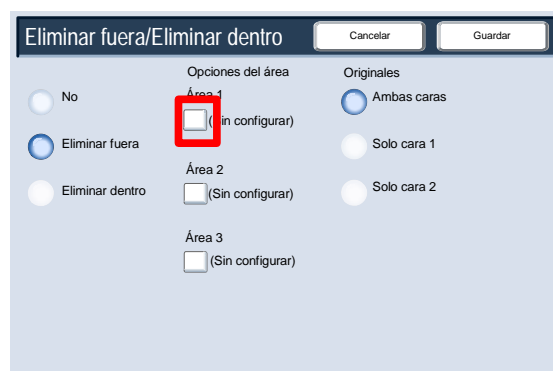 Eliminar fuera/Eliminar dentro
Cancelar
Guardar
No
Eliminar fuera
Eliminar dentro
Opciones del área
Área 1
(Sin configurar)
Área 2
(Sin configurar)
Área 3
(Sin configurar)
Originales
Ambas caras
Solo cara 1
Solo cara 2